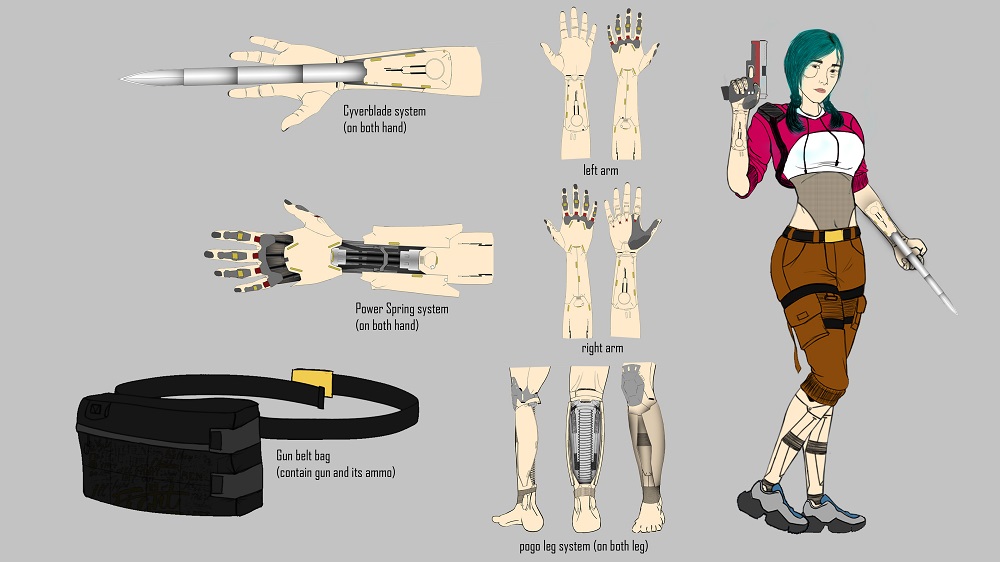 Cyverblade system
(on both hand)
left arm
Power Spring system
(on both hand)
right arm
Gun belt bag
(contain gun and its ammo)
pogo leg system (on both leg)